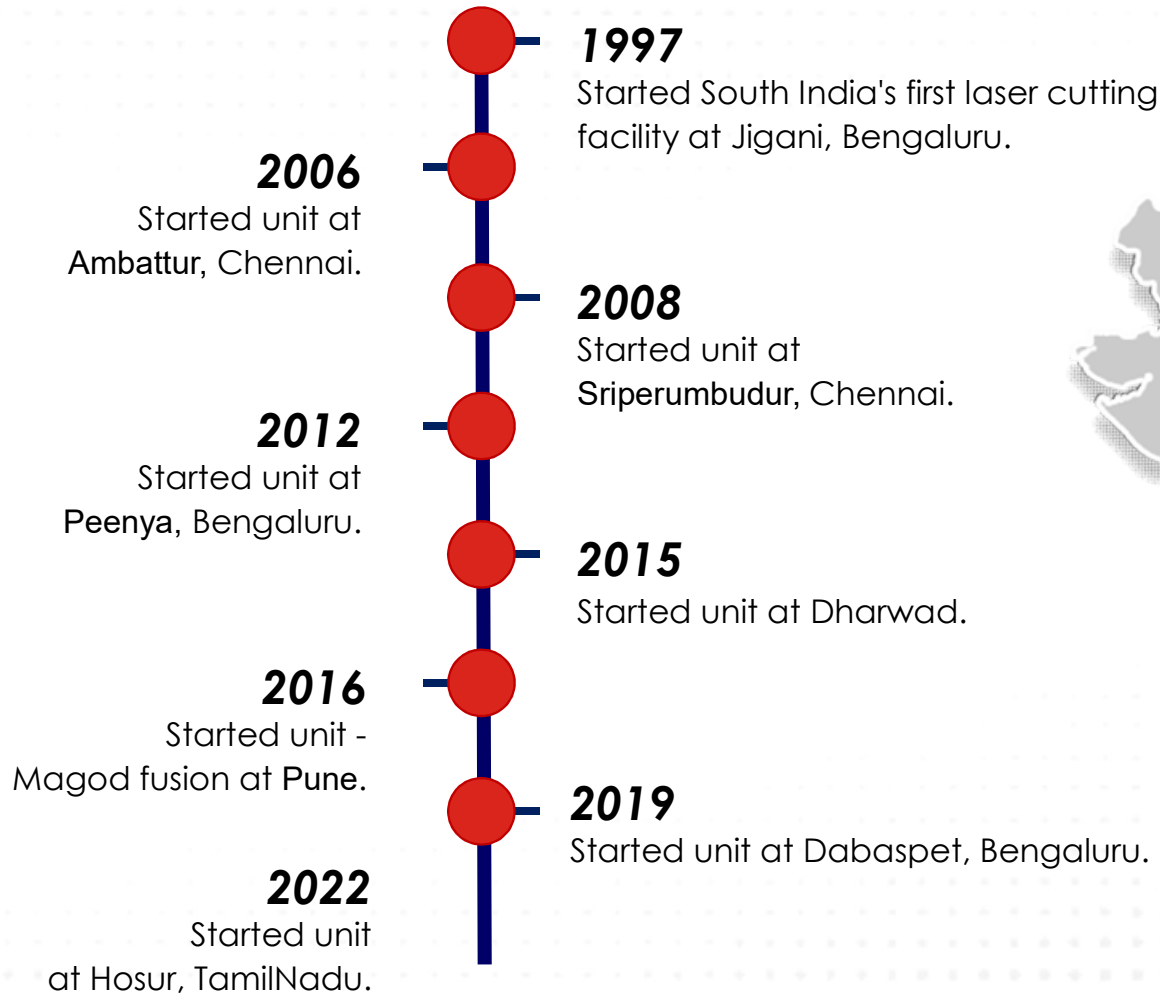 1997
Started South India's first laser cutting
facility at Jigani, Bengaluru.
2006
Started unit at
Ambattur, Chennai.
2008
Started unit at
Sriperumbudur, Chennai.
2012
Started unit at
Peenya, Bengaluru.
2015
Started unit at Dharwad.
2016
Started unit -
Magod fusion at Pune.
2019
Started unit at Dabaspet, Bengaluru.
2022
Started unit
at Hosur, TamilNadu.